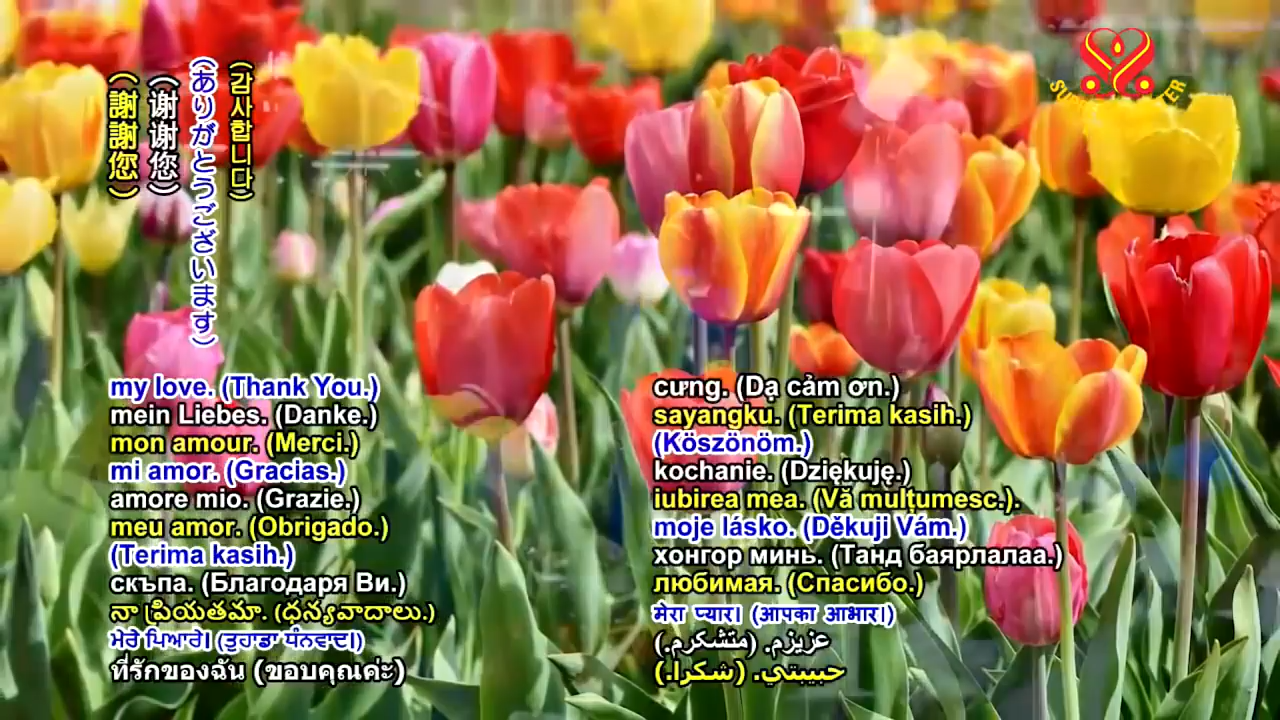 (謝謝您)
(谢谢您)
(ありがとうございます)
(감사합니다)
my love. (Thank You.)
mein Liebes. (Danke.)
mon amour. (Merci.)
mi amor. (Gracias.)
amore mio. (Grazie.)
meu amor. (Obrigado.)
(Terima kasih.)
скъпа. (Благодаря Ви.)
నా ప్రియతమా. (ధన్యవాదాలు.)
ਮੇਰੇ ਪਿਆਰੇ। (ਤੁਹਾਡਾ ਧੰਨਵਾਦ।)
ที่รักของฉัน (ขอบคุณค่ะ)
cưng. (Dạ cảm ơn.)
sayangku. (Terima kasih.)
(Köszönöm.)
kochanie. (Dziękuję.)
iubirea mea. (Vă mulțumesc.).
moje lásko. (Děkuji Vám.)
хонгор минь. (Танд баярлалаа.)
любимая. (Спасибо.)
मेरा प्यार। (आपका आभार।)
عزیزم. (متشکرم.)
حبيبتي. (شكرا.)